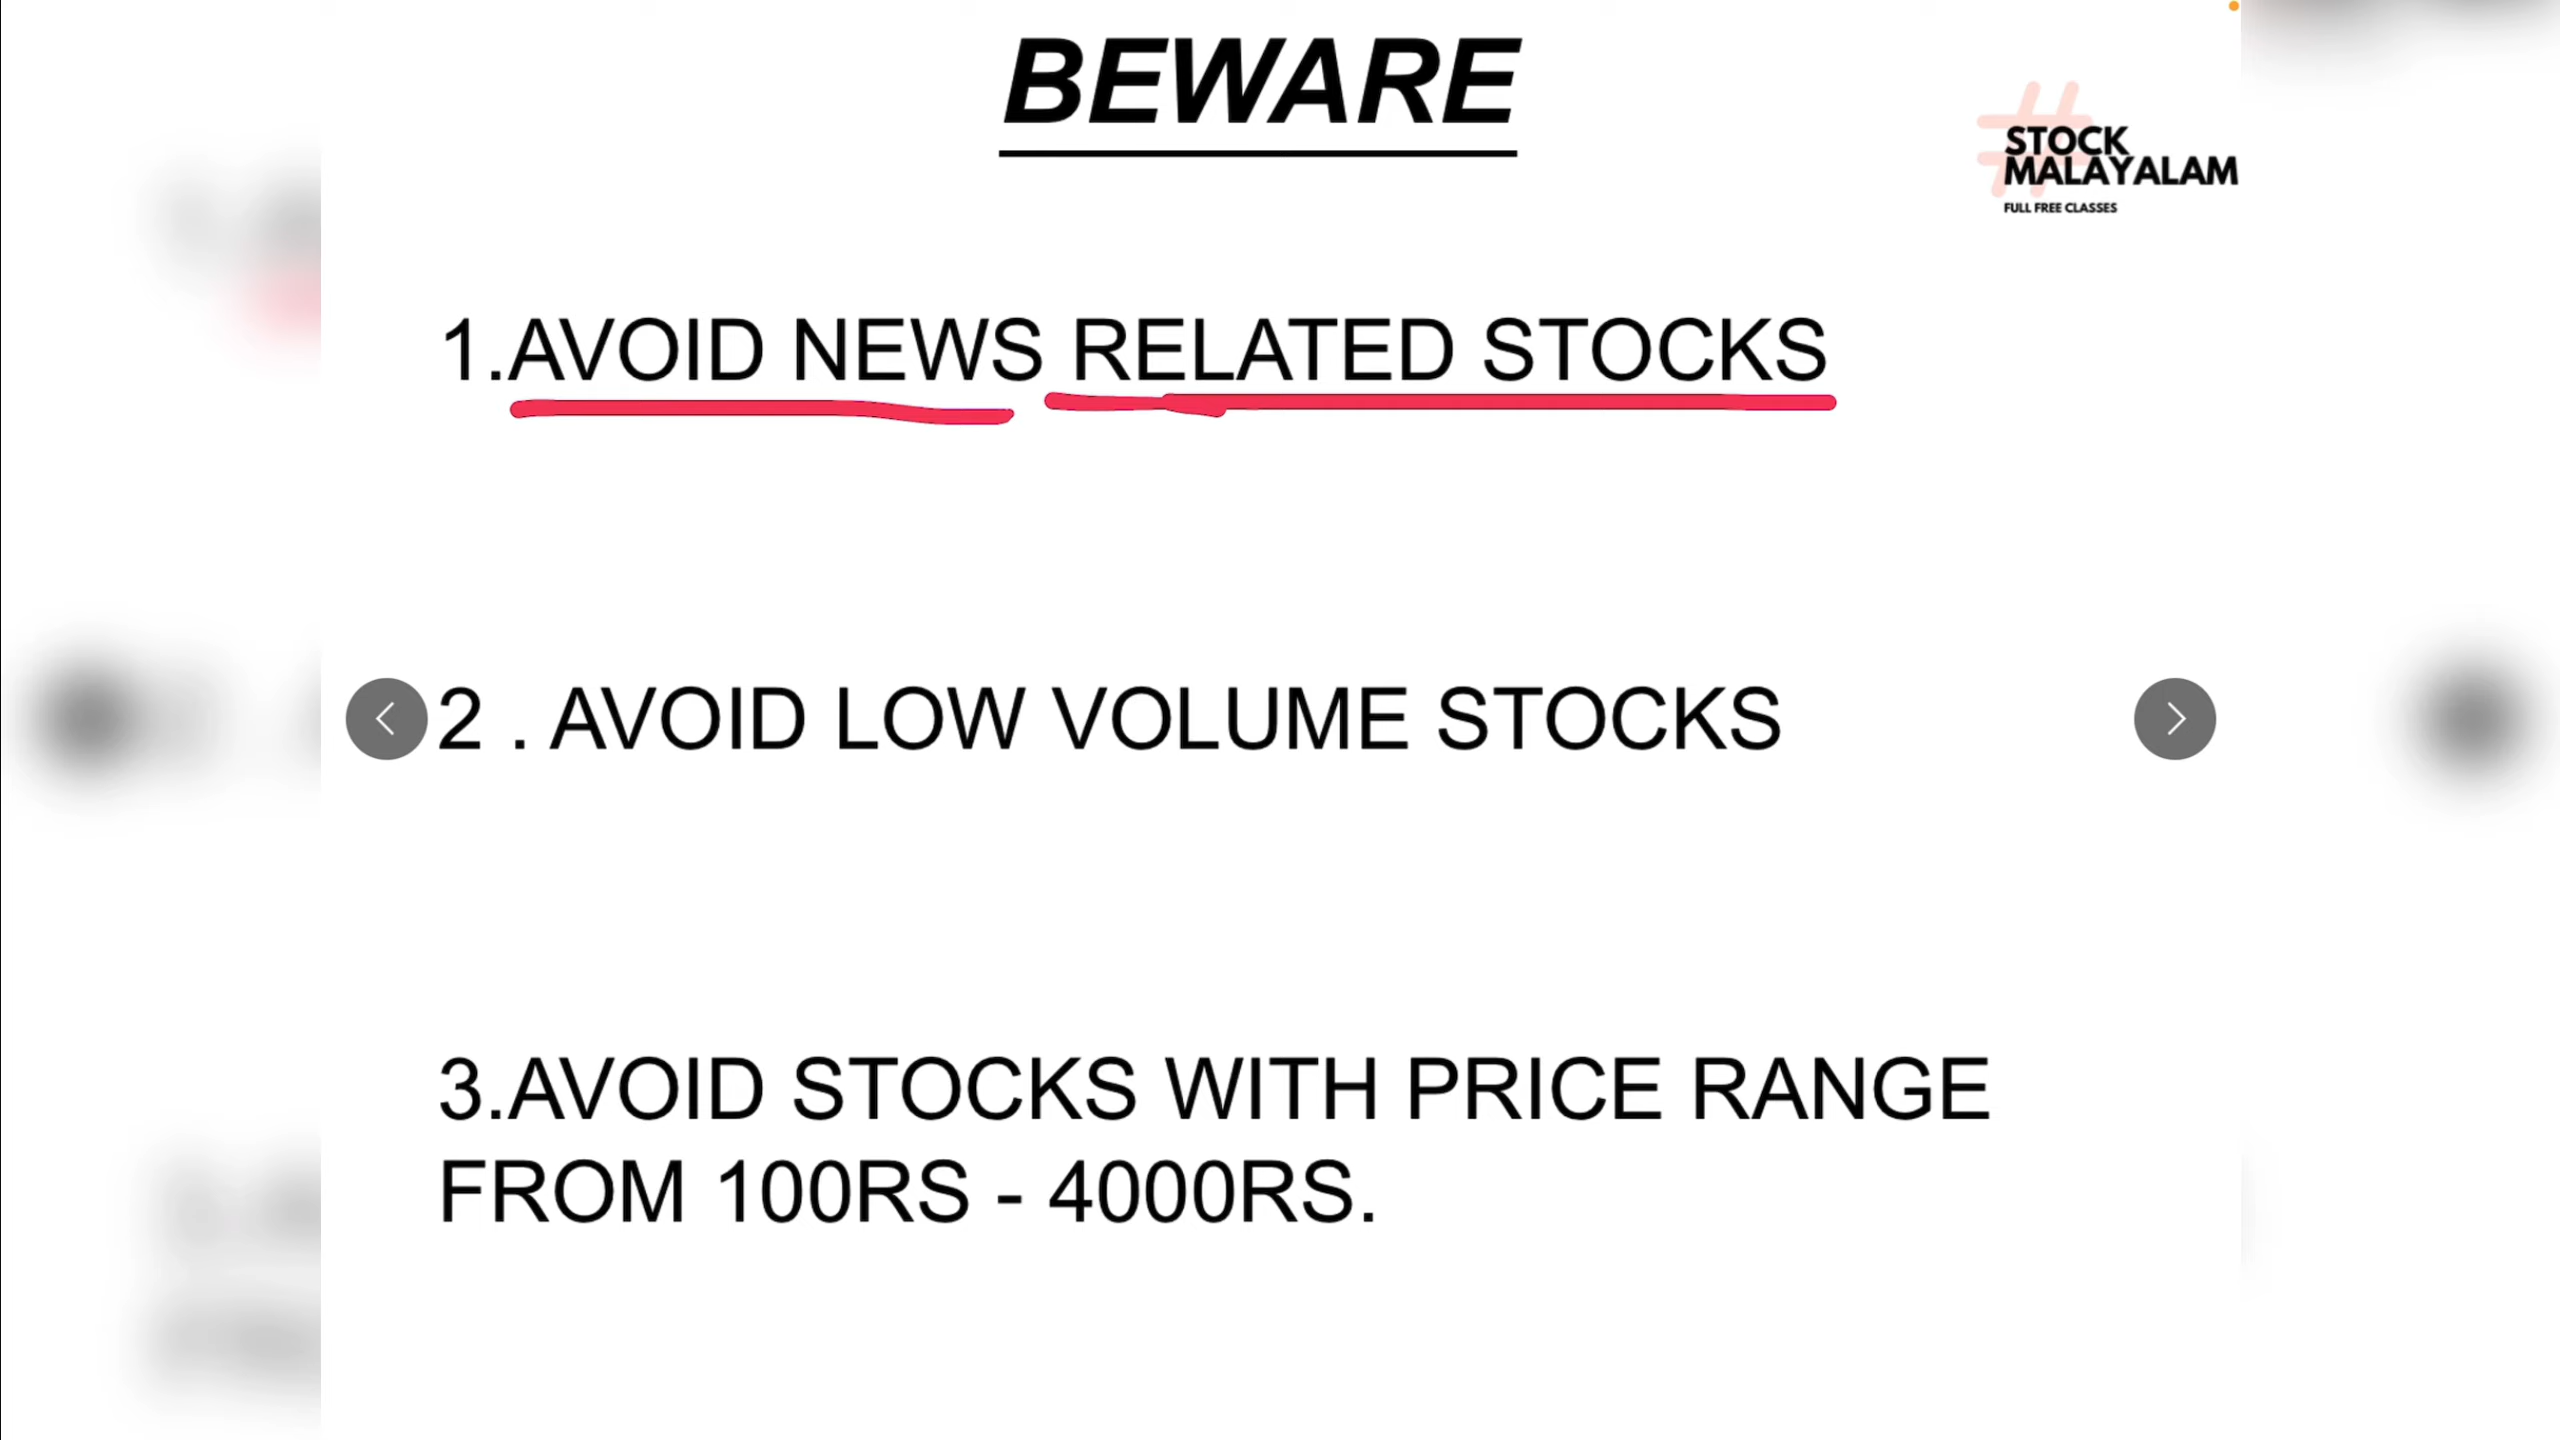 BEWARE
STOCK
MALAYALAM
FULL FREE CLASSES
1.AVOID NEWS RELATED STOCKS
2 . AVOID LOW VOLUME STOCKS
3.AVOID STOCKS WITH PRICE RANGE
FROM 100RS - 4000RS.